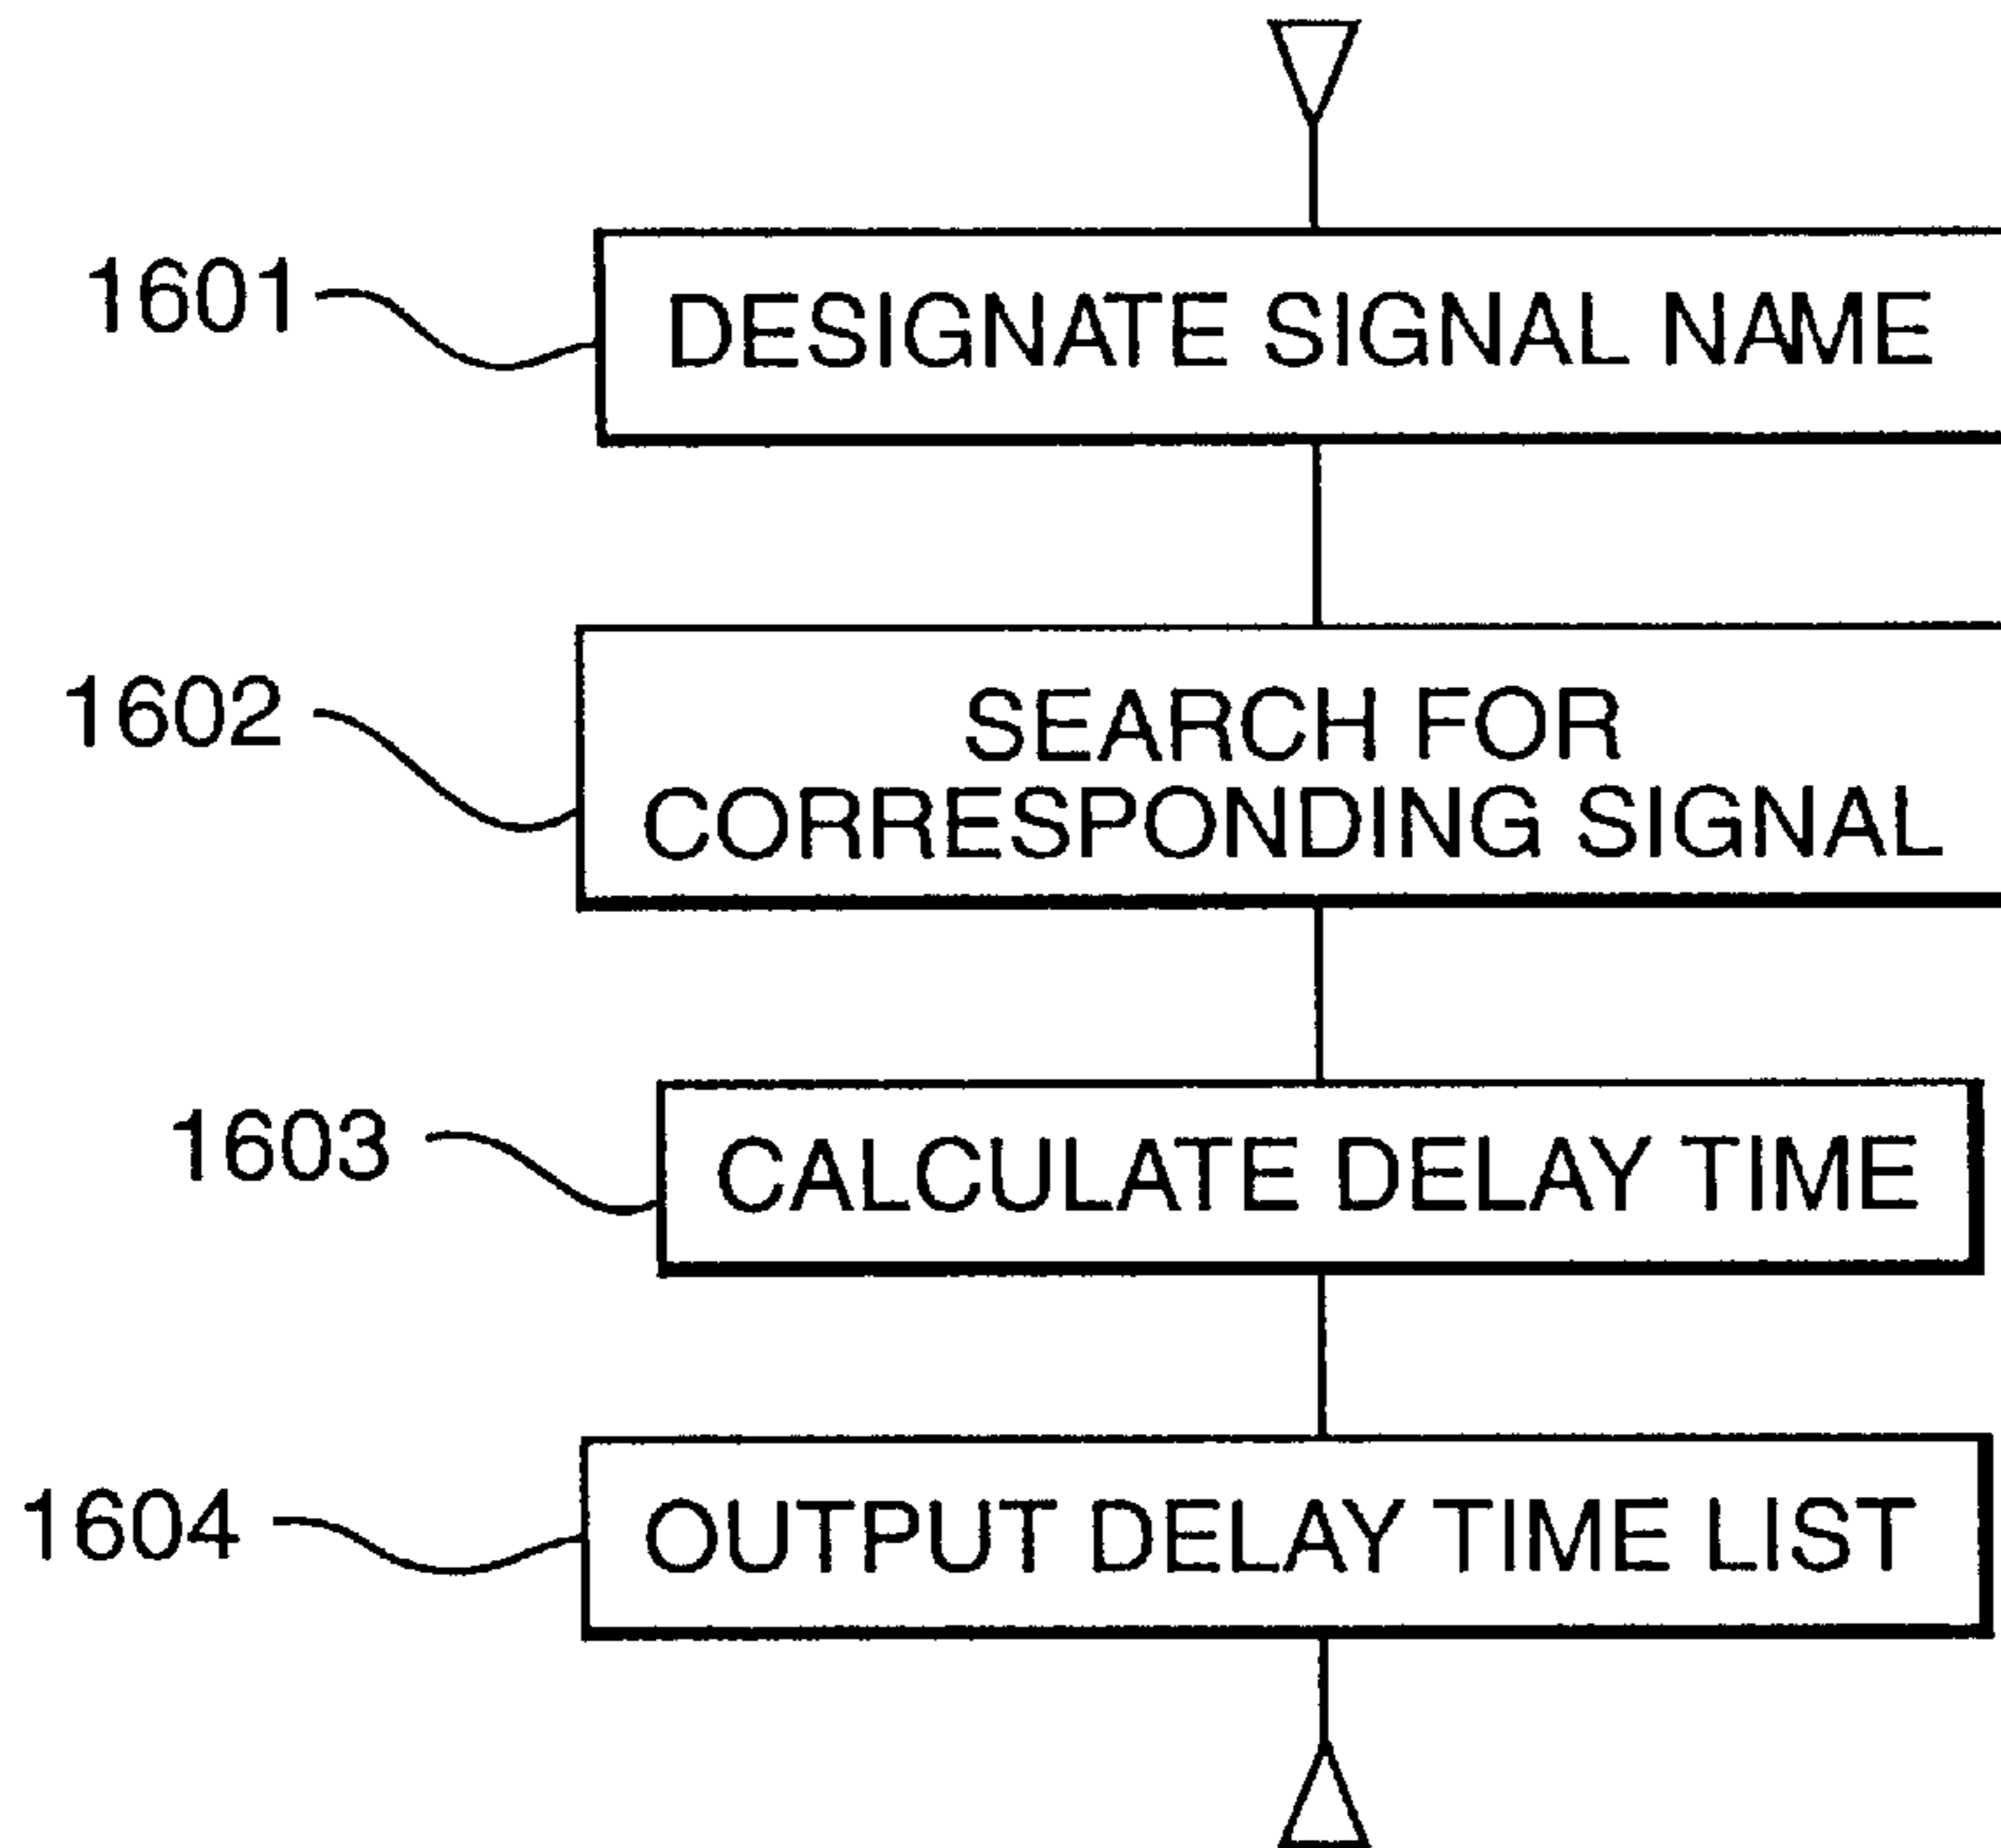 1601
DESIGNATE SIGNAL NAME
1602
SEARCH FOR
CORRESPONDING SIGNAL
1603
CALCULATE DELAY TIME
1604
OUTPUT DELAY TIME LIST